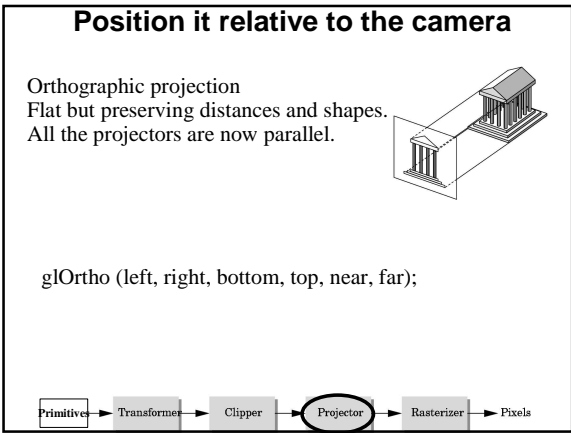 Position it relative to the camera
Orthographic projection
Flat but preserving distances and shapes.
All the projectors are now parallel.
glOrtho (left, right, bottom, top, near, far);
Primitives Transformer Clipper Projector Rasterizer Pixels